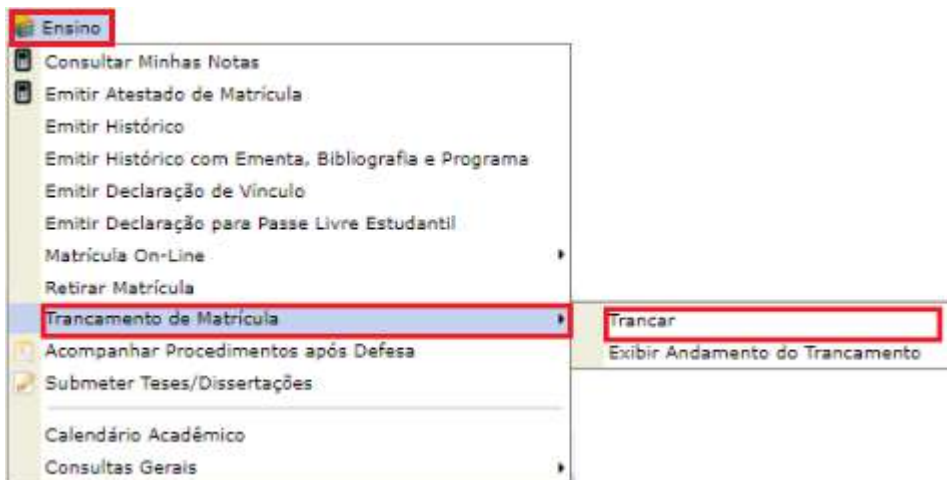 Ensino
Consultar Minhas Notas
Emitir Atestado de Matrícula
Emitir Histórico
Emitir Histórico com Ementa, Bibliografia e Programa
Emitir Declaração de Vínculo
Emitir Declaração para Passe Livre Estudantil
Matrícula On-Line
Retirar Matrícula
Trancamento de Matrícula
Trancar
Acompanhar Procedimentos após Defesa
Exibir Andamento do Trancamento
Submeter Teses/Dissertações
Calendário Acadêmico
Consultas Gerais